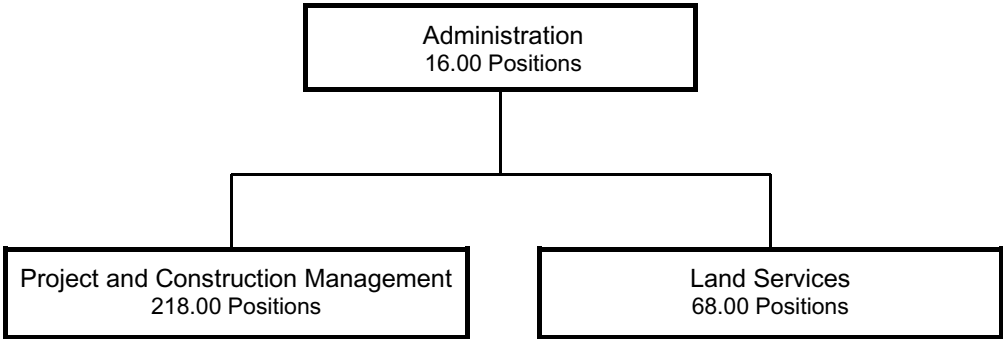 Administration
16.00 Positions
Project and Construction Management
218.00 Positions
Land Services
68.00 Positions